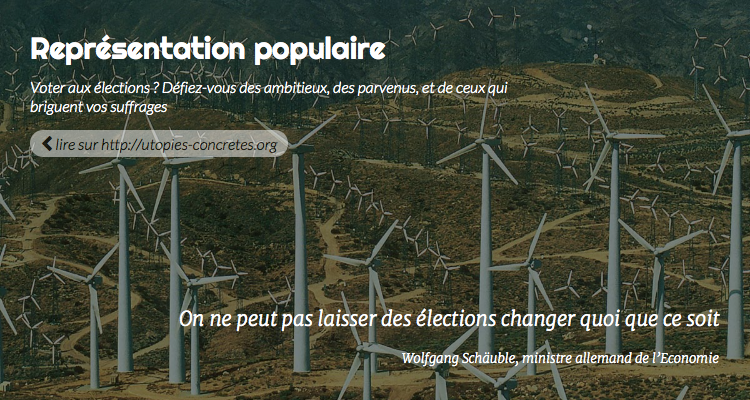 Représentation populaire
Voter aux élections ? Défiez-vous des ambitieux, des parvenus, et de ceux qui
briguent vos suffrages
lire sur http://utopies-concretes.org
On ne peut pas laisser des élections changer quoi que ce soit
Wolfgang Schäuble, ministre allemand de l'Economie